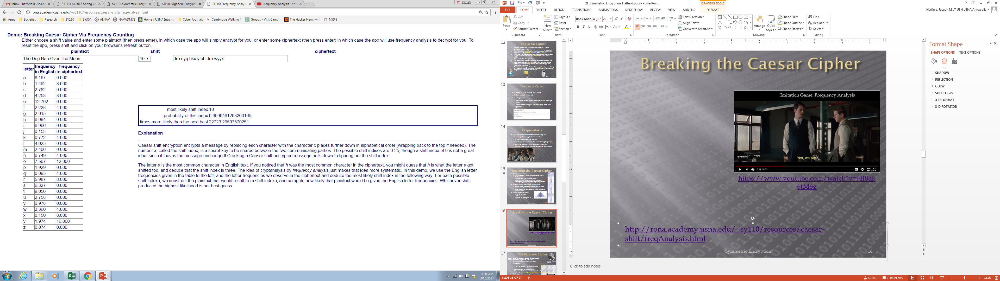 Inbox - hatfield@usna.e
SY110: AY2017 Spring C
SY110: Symmetric Encryp
SI110: Vigenere Encrypti
SI110: Frequency Analys
Frequency Analysis - You
Joseph
rona.academy.usna.edu/~sy110/resources/caesar-shift/freqAnalysis.html
Apps Societies Research SY110 SY304 ALNAV NAVADMIN Home :: USNA Intrane Cyber Journals Cambridge Walking T Groups - Visit Cambri The Hacker News — C NSIPS
Demo: Breaking Caesar Cipher Via Frequency Counting
Either choose a shift value and enter some plaintext (then press enter), in which case the app will simply encrypt for you, or enter some ciphertext (then press enter) in which case the app will use frequency analysis to decrypt for you. To
reset the app, press shift and click on your browser's refresh button.
plaintext shift ciphertext
The Dog Ran Over The Moon 10 dro nyq bkx yfob dro wyyx
letter frequency in English frequency in ciphertext
a 8.167 0.000
b 1.492 8.000
c 2.782 0.000
d 4.253 8.000
e 12.702 0.000
f 2.228 4.000
g 2.015 0.000
h 6.094 0.000
i 6.966 0.000
j 0.153 0.000
k 0.772 4.000
l 4.025 0.000
m 2.406 0.000
n 6.749 4.000
o 7.507 12.000
p 1.929 0.000
q 0.095 4.000
r 5.987 8.000
s 6.327 0.000
t 9.056 0.000
u 2.758 0.000
v 0.978 0.000
w 2.360 4.000
x 0.150 8.000
y 1.974 16.000
z 0.074 0.000
most likely shift index 10
probability of this index 0.9999461263260165
times more likely than the next best 22723.29507570251
Explanation
Caesar shift encryption encrypts a message by replacing each character with the character x places further down in alphabetical order (wrapping back to the top if needed). The
number x, called the shift index, is a secret key to be shared between the two communicating parties. The possible shift indices are 0-25, though a shift index of 0 is not a great
idea, since it leaves the message unchanged! Cracking a Caesar shift encrypted message boils down to figuring out the shift index.
The letter e is the most common character in English text. If you noticed that h was the most common character in the ciphertext, you might guess that h is what the letter e got
shifted too, and deduce that the shift index is three. The idea of cryptanalysis by frequency analysis just makes that idea more systematic. In this demo, we use the English letter
frequencies given in the table to the left, and the letter frequencies we observe in the ciphertext and deduce the most likely shift index in the following way: For each possible
shift index i, we construct the plaintext that would result from shift index i, and compute how likely that plaintext would be given the English letter frequencies. Whichever shift
produced the highest likelihood is our best guess.
11:34 AM
3/10/2017
21_Symmetric_Encryption_Hatfield.pptx - PowerPoint
DRAWING TOOLS
FILE HOME INSERT DESIGN TRANSITIONS ANIMATIONS SLIDE SHOW REVIEW VIEW ADD-INS FORMAT
Hatfield, Joseph M LT USN USNA Annapolis
Paste
Cut
Copy
Format Painter
Clipboard
New
Slide
Layout
Reset
Section
Slides
Book Antiqua (B 20
B I U S abc AV Aa A
Font
Text Direction
Align Text
Convert to SmartArt
Paragraph
Arrange
Quick
Styles
Shape Fill
Shape Outline
Shape Effects
Drawing
Find
Replace
Select
Editing
12
The Caesar Cipher
13
The Caesar Cipher
Class Exercise: Break into pairs
Select a shift value (s)
Each person:
Message Board
14
Cryptanalysis
15
Breaking the Caesar Cipher
16
Breaking the Caesar Cipher
17
The Vigenère Cipher
Breaking the Caesar Cipher
Imitation Game: Frequency Analysis
Yes, we are
0:11 / 0:32
https://www.youtube.com/watch?v=J4J8ak
6tM6g
http://rona.academy.usna.edu/~sy110/resources/caesar-
shift/freqAnalysis.html
Symmetric Encryption 16
Click to add notes
Format Shape
SHAPE OPTIONS TEXT OPTIONS
SHADOW
REFLECTION
GLOW
SOFT EDGES
3-D FORMAT
3-D ROTATION
SLIDE 16 OF 27
NOTES COMMENTS 111%